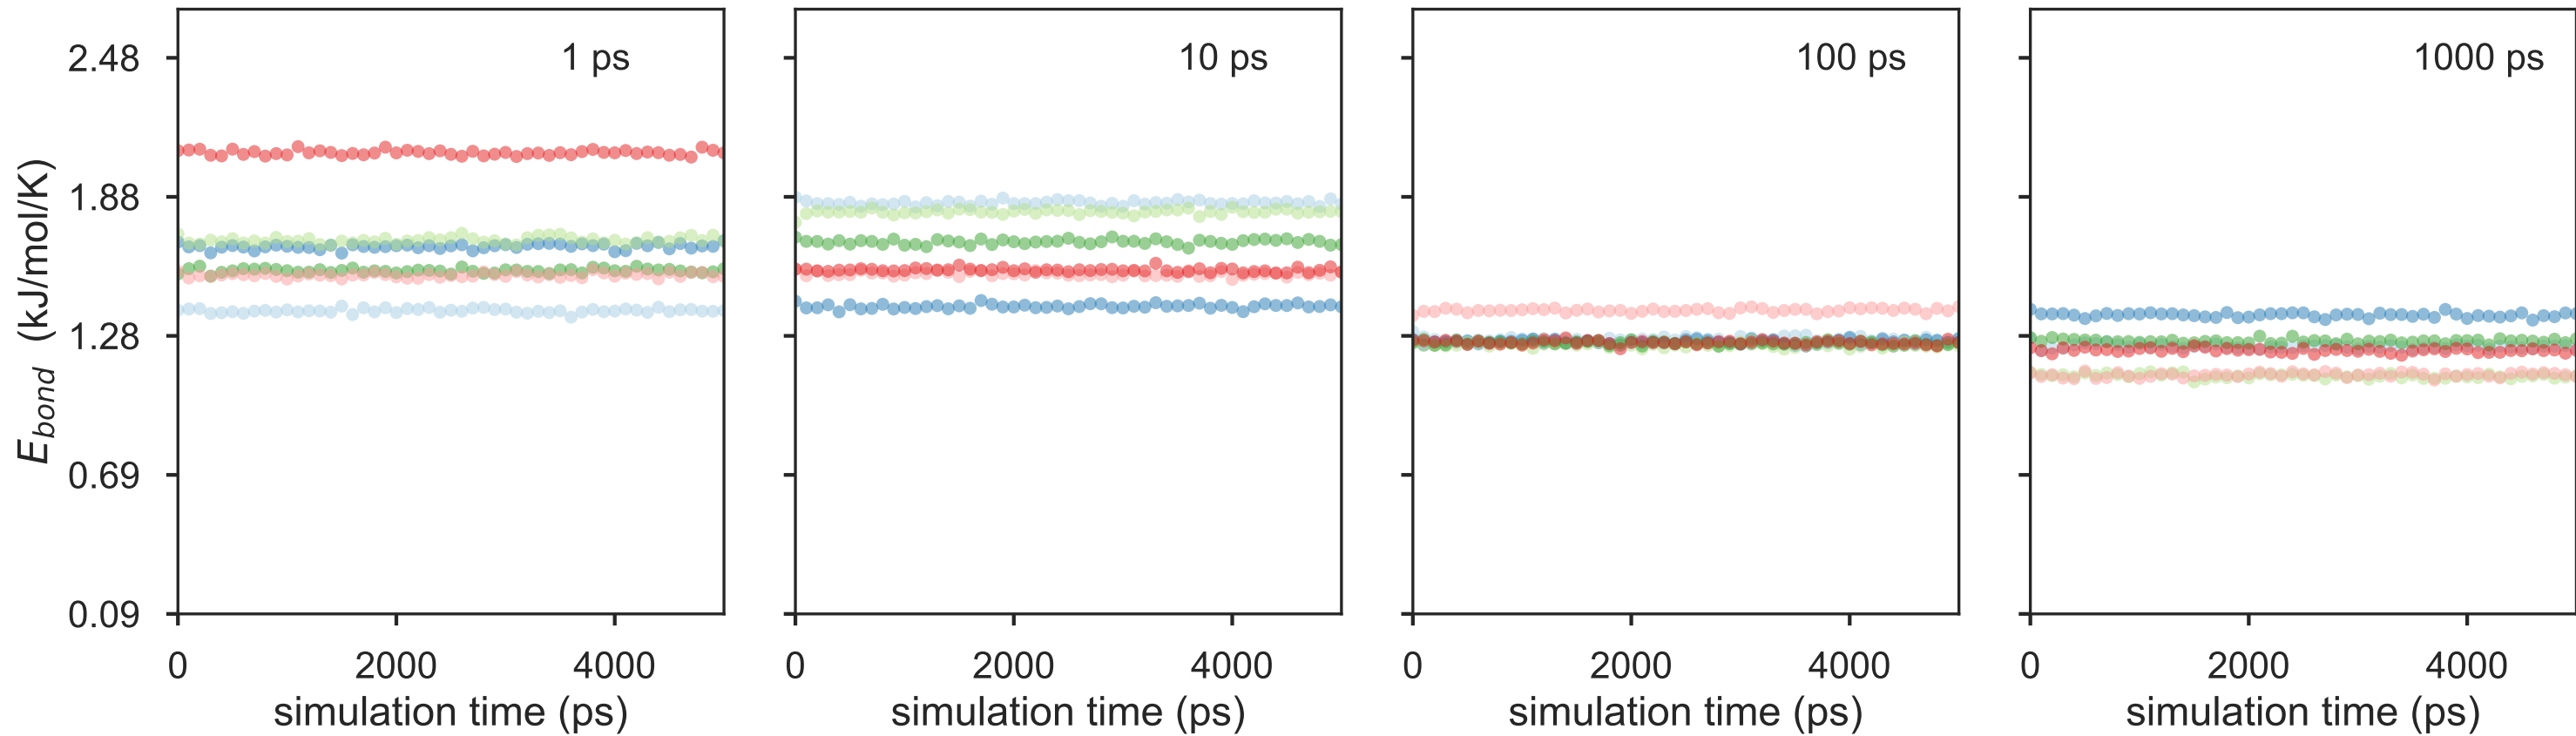 1 ps
10 ps
100 ps
1000 ps
E_bond (kJ/mol/K)
2.48
1.88
1.28
0.69
0.09
0 2000 4000
0 2000 4000
0 2000 4000
0 2000 4000
simulation time (ps)
simulation time (ps)
simulation time (ps)
simulation time (ps)